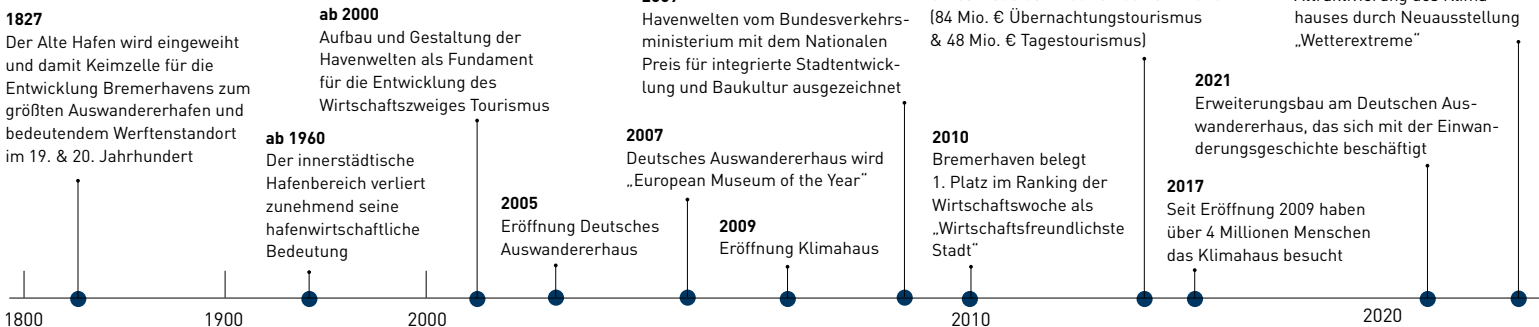 1827
Der Alte Hafen wird eingeweiht
und damit Keimzelle für die
Entwicklung Bremerhavens zum
größten Auswandererhafen und
bedeutendem Werftenstandort
im 19. & 20. Jahrhundert
ab 1960
Der innerstädtische
Hafenbereich verliert
zunehmend seine
hafenwirtschaftliche
Bedeutung
ab 2000
Aufbau und Gestaltung der
Havenwelten als Fundament
für die Entwicklung des
Wirtschaftszweiges Tourismus
2005
Eröffnung Deutsches
Auswandererhaus
2007
Deutsches Auswandererhaus wird
„European Museum of the Year“
2009
Eröffnung Klimahaus
Havenwelten vom Bundesverkehrs-
ministerium mit dem Nationalen
Preis für integrierte Stadtentwick-
lung und Baukultur ausgezeichnet
2010
Bremerhaven belegt
1. Platz im Ranking der
Wirtschaftswoche als
„Wirtschaftsfreundlichste
Stadt“
(84 Mio. € Übernachtungstourismus
& 48 Mio. € Tagestourismus)
2017
Seit Eröffnung 2009 haben
über 4 Millionen Menschen
das Klimahaus besucht
2021
Erweiterungsbau am Deutschen Aus-
wandererhaus, das sich mit der Einwan-
derungsgeschichte beschäftigt
hauses durch Neuausstellung
„Wetterextreme“
1800
1900
2000
2010
2020